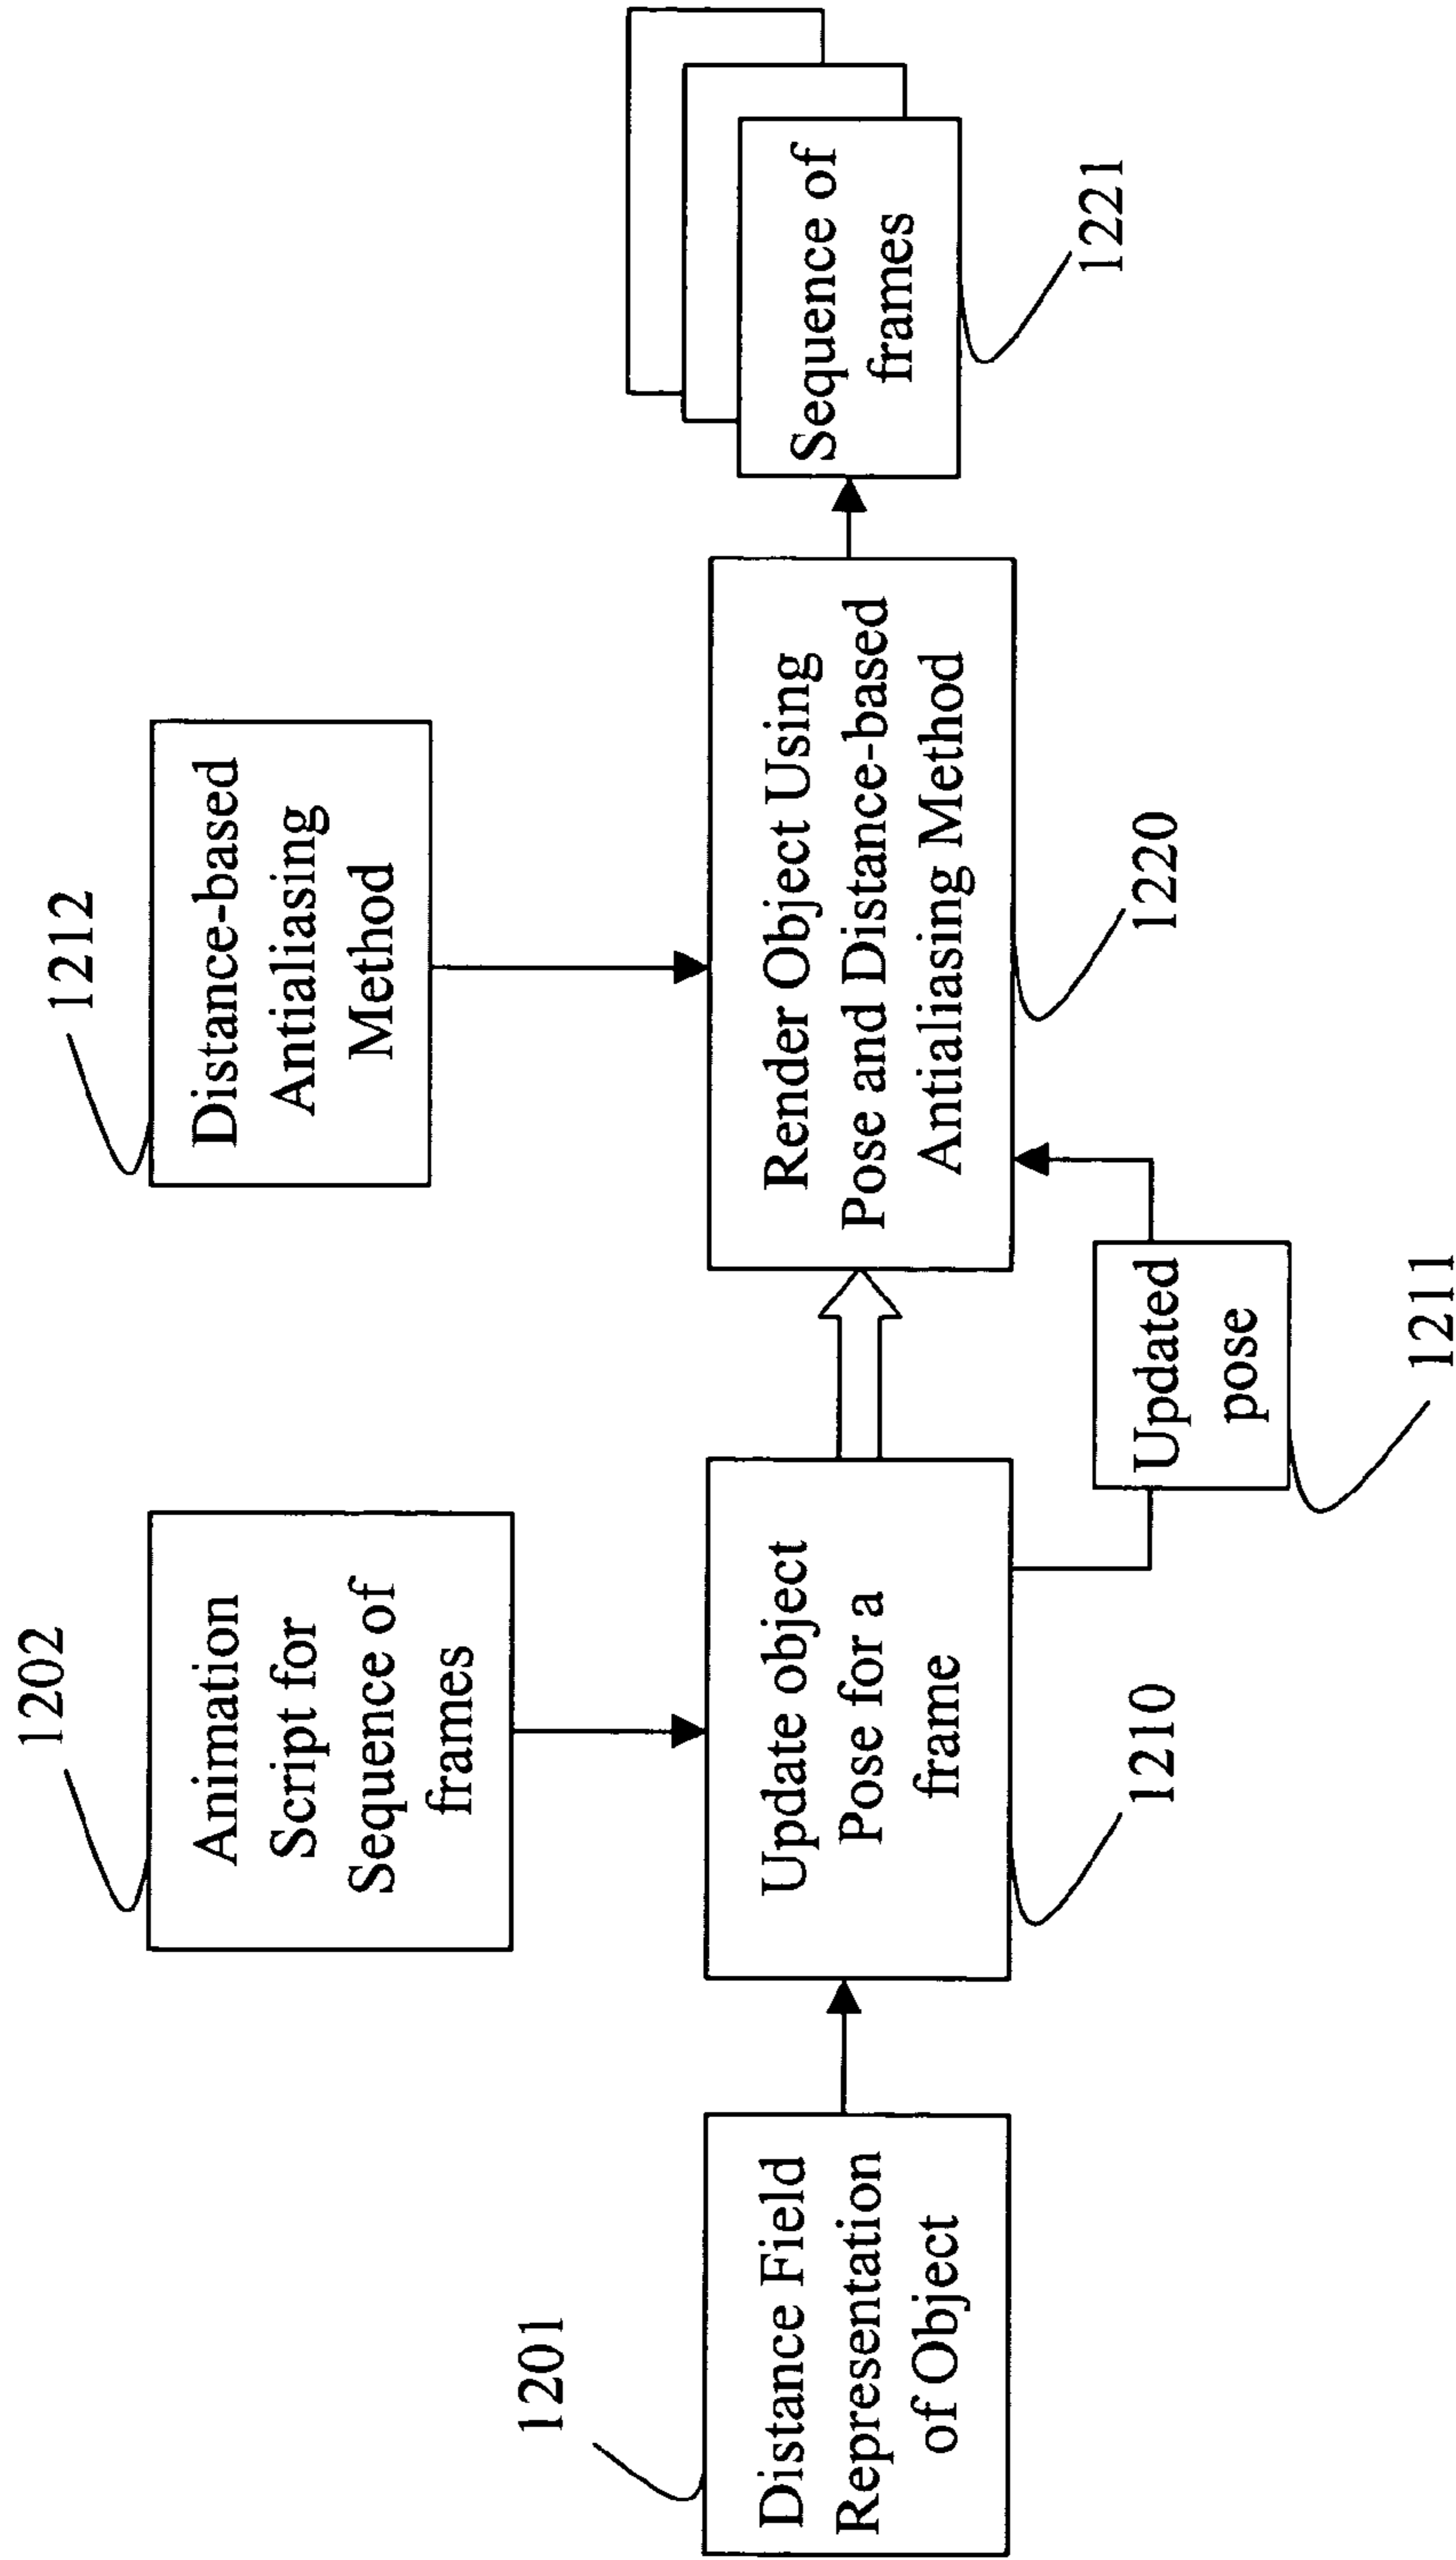 1202
Animation
Script for
Sequence of
frames
1212
Distance-based
Antialiasing
Method
1201
Distance Field
Representation
of Object
Update object
Pose for a
frame
1210
Render Object Using
Pose and Distance-based
Antialiasing Method
1220
Sequence of
frames
1221
Updated
pose
1211